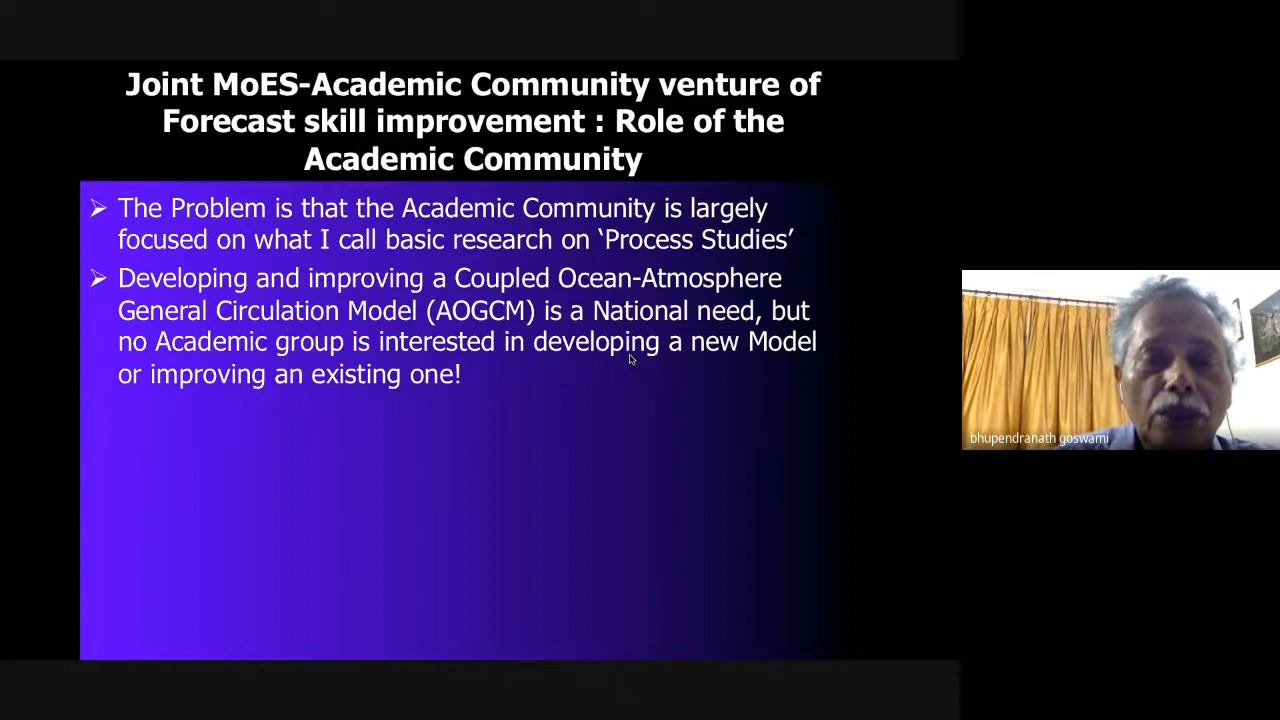 Joint MoES-Academic Community venture of
Forecast skill improvement : Role of the
Academic Community
➢ The Problem is that the Academic Community is largely
focused on what I call basic research on ‘Process Studies’
➢ Developing and improving a Coupled Ocean-Atmosphere
General Circulation Model (AOGCM) is a National need, but
no Academic group is interested in developing a new Model
or improving an existing one!
bhupendranath goswami